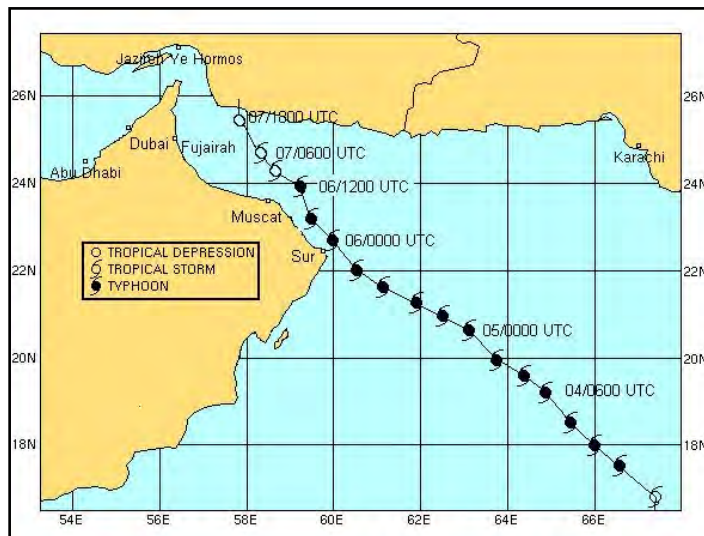 Jazireh Ye Hormos
26N
07/1800 UTC
26N
Dubai
Fujairah
07/0600 UTC
Karachi
Abu Dhabi
24N
06/1200 UTC
24N
Muscat
06/0000 UTC
TROPICAL DEPRESSION
TROPICAL STORM
TYPHOON
Sur
22N
22N
05/0000 UTC
20N
20N
04/0600 UTC
18N
18N
54E
56E
58E
60E
62E
64E
66E